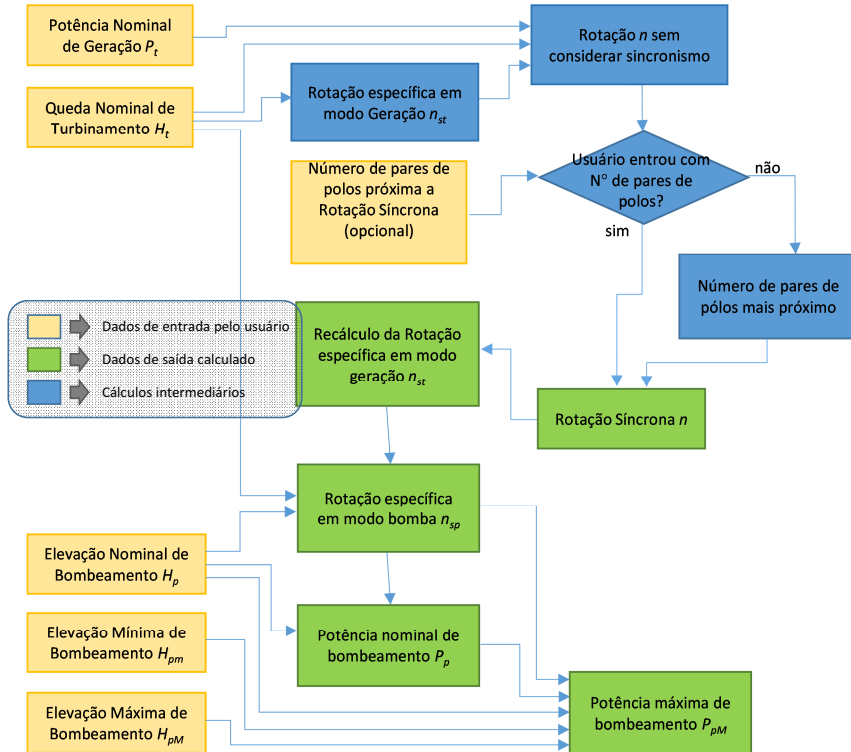 Potência Nominal
de Geração Pt
Queda Nominal de
Turbinamento Ht
Rotação específica em
modo Geração nst
Rotação n sem
considerar sincronismo
Número de pares de
polos próxima a
Rotação Síncrona
(opcional)
Usuário entrou com
N° de pares de
polos?
não
sim
Número de pares de
pólos mais próximo
Dados de entrada pelo usuário
Dados de saída calculado
Cálculos intermediários
Recálculo da Rotação
específica em modo
geração nst
Rotação Síncrona n
Rotação específica
em modo bomba nsp
Elevação Nominal de
Bombeamento Hp
Elevação Mínima de
Bombeamento Hpm
Elevação Máxima de
Bombeamento HpM
Potência nominal de
bombeamento Pp
Potência máxima de
bombeamento PpM